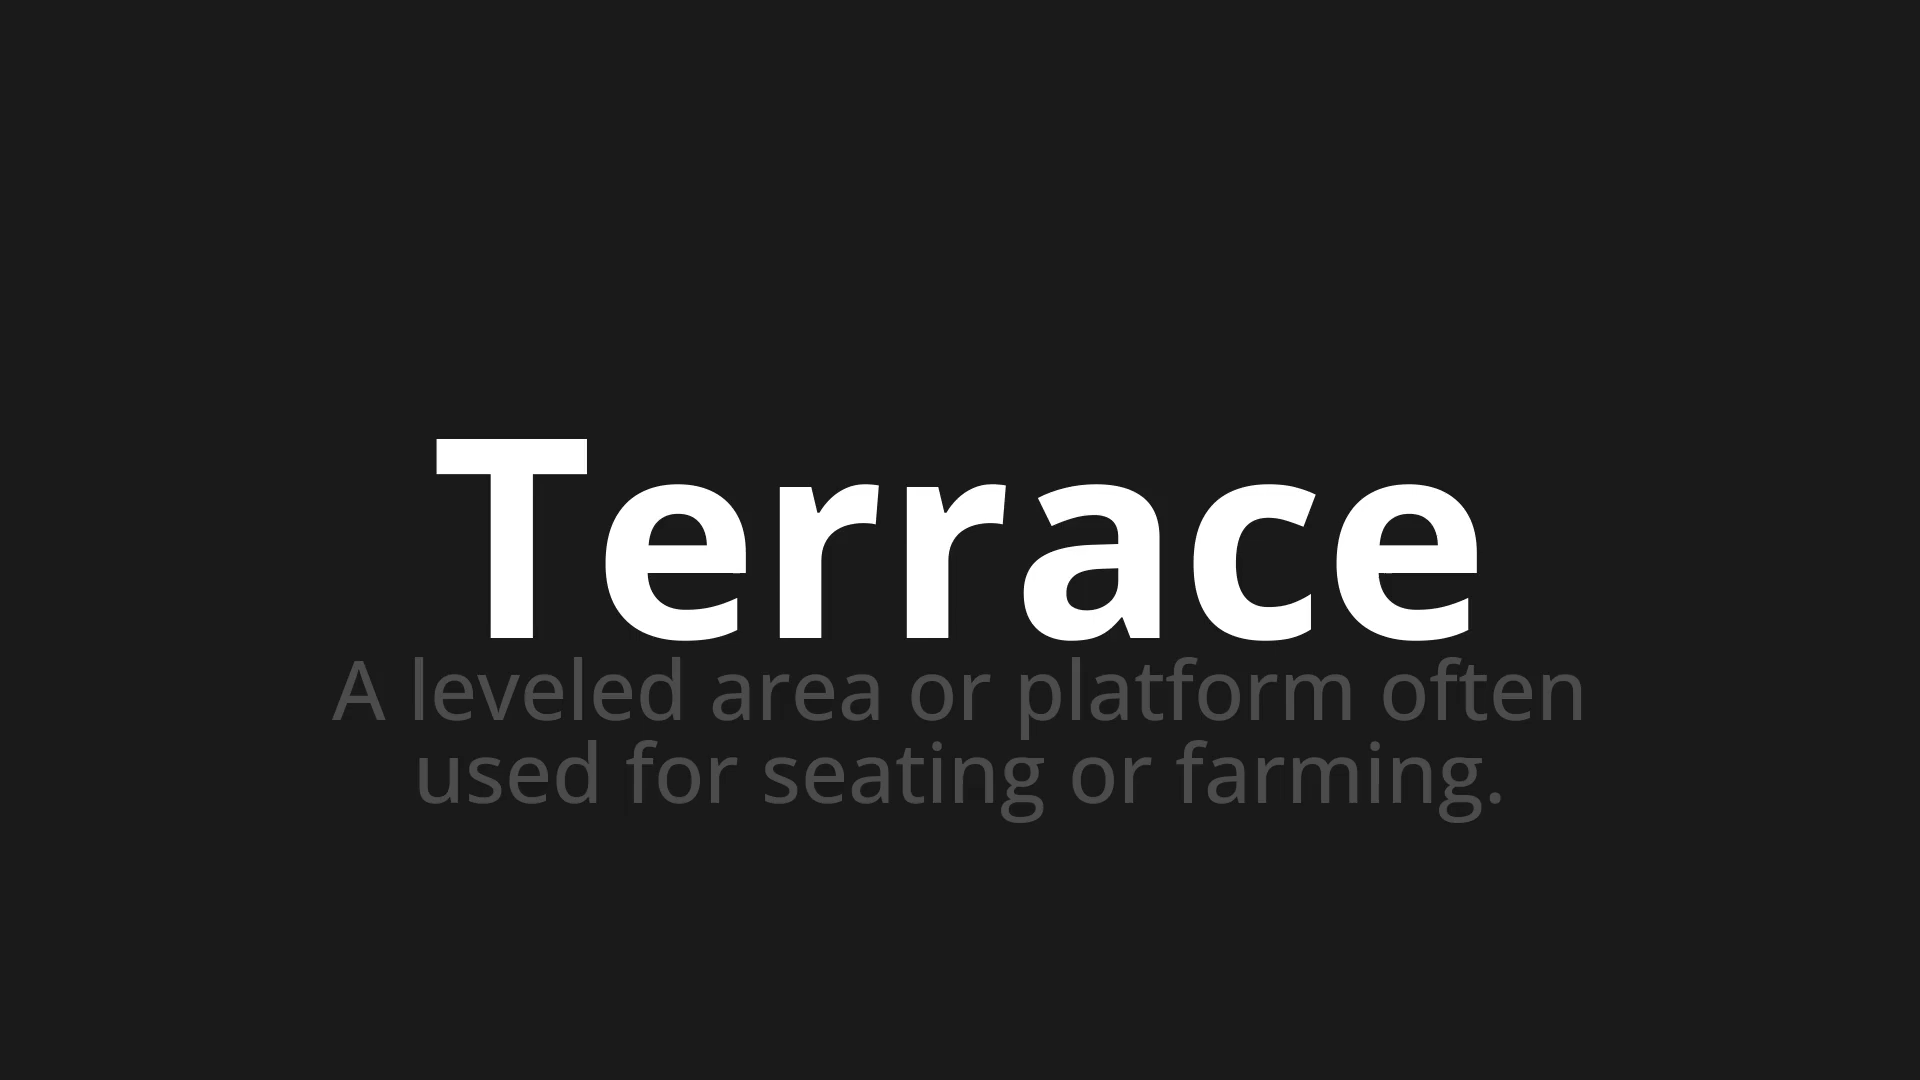 Terrace
A leveled area or platform often
used for seating or farming.